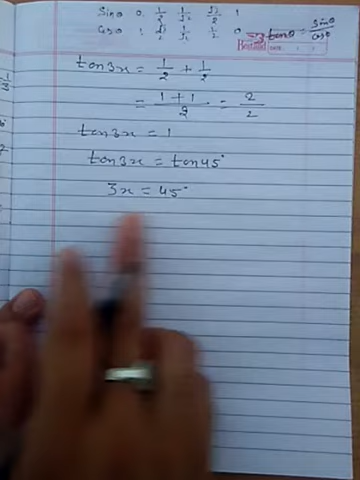 Sinθ 0 1/2 1/√2 √3/2 1
Cosθ 1 √3/2 1/√2 1/2 0
tanθ = Sinθ/Cosθ
tan3x = 1/2 + 1/2
= 1 + 1/2 = 2/2
tan3x = 1
tan3x = tan45°
3x = 45°